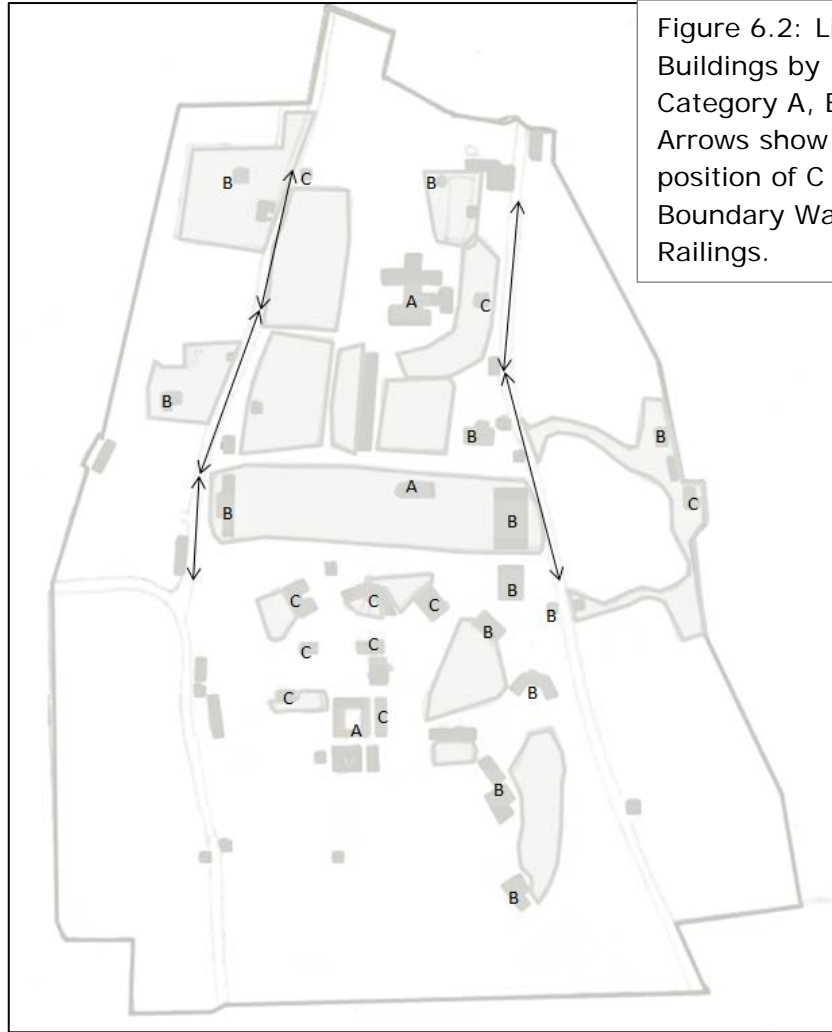 Figure 6.2: Li
Buildings by
Category A,
Arrows show
position of C
Boundary Wa
Railings.
B
C
B
A
C
B
B
B
A
C
B
B
B
C
C
C
B
B
C
C
B
C
C
A
B
B